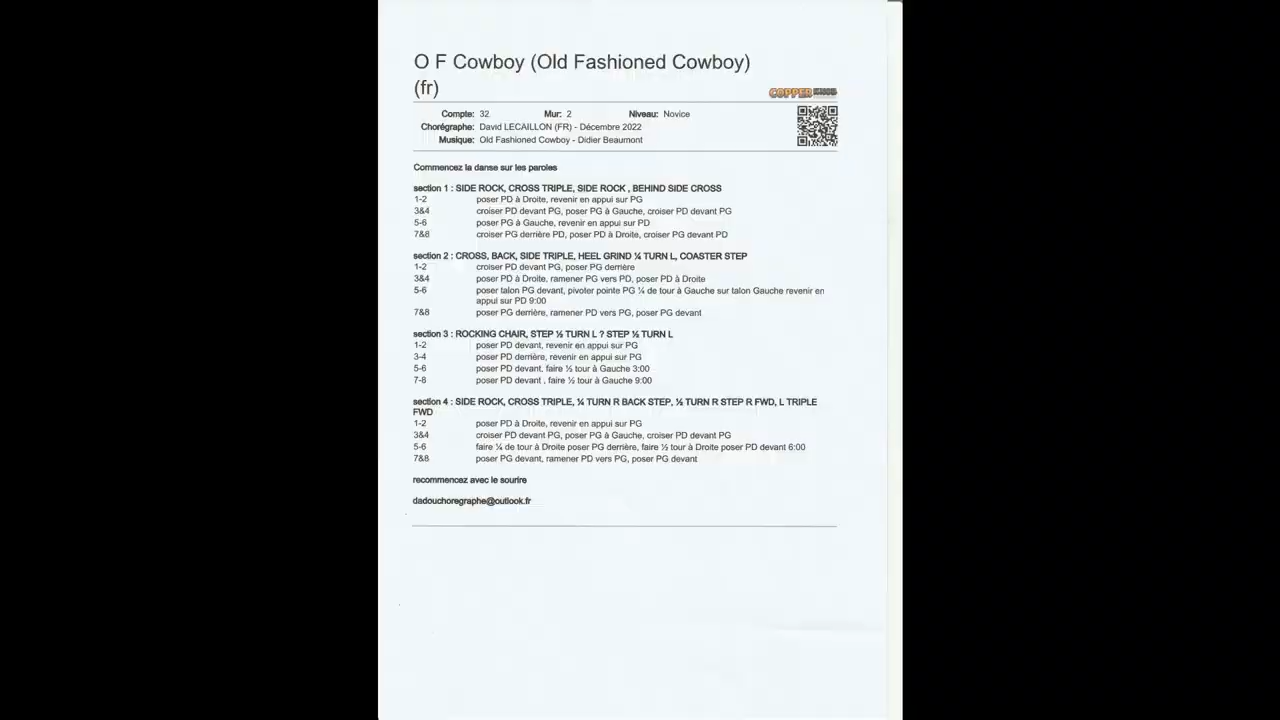 O F Cowboy (Old Fashioned Cowboy)
(fr)
COPPER KNOB
Compte: 32 Mur: 2 Niveau: Novice
Chorégraphe: David LECAILLON (FR) - Décembre 2022
Musique: Old Fashioned Cowboy - Didier Beaumont
Commencez la danse sur les paroles
section 1 : SIDE ROCK, CROSS TRIPLE, SIDE ROCK , BEHIND SIDE CROSS
1-2 poser PD à Droite, revenir en appui sur PG
3&4 croiser PD devant PG, poser PG à Gauche, croiser PD devant PG
5-6 poser PG à Gauche, revenir en appui sur PD
7&8 croiser PG derrière PD, poser PD à Droite, croiser PG devant PD
section 2 : CROSS, BACK, SIDE TRIPLE, HEEL GRIND ¼ TURN L, COASTER STEP
1-2 croiser PD devant PG, poser PG derrière
3&4 poser PD à Droite, ramener PG vers PD, poser PD à Droite
5-6 poser talon PG devant, pivoter pointe PG ¼ de tour à Gauche sur talon Gauche revenir en
appui sur PD 9:00
7&8 poser PG derrière, ramener PD vers PG, poser PG devant
section 3 : ROCKING CHAIR, STEP ½ TURN L ? STEP ½ TURN L
1-2 poser PD devant, revenir en appui sur PG
3-4 poser PD derrière, revenir en appui sur PG
5-6 poser PD devant, faire ½ tour à Gauche 3:00
7-8 poser PD devant , faire ½ tour à Gauche 9:00
section 4 : SIDE ROCK, CROSS TRIPLE, ¼ TURN R BACK STEP, ½ TURN R STEP R FWD, L TRIPLE
FWD
1-2 poser PD à Droite, revenir en appui sur PG
3&4 croiser PD devant PG, poser PG à Gauche, croiser PD devant PG
5-6 faire ¼ de tour à Droite poser PG derrière, faire ½ tour à Droite poser PD devant 6:00
7&8 poser PG devant, ramener PD vers PG, poser PG devant
recommencez avec le sourire
dadouchoregraphe@outlook.fr